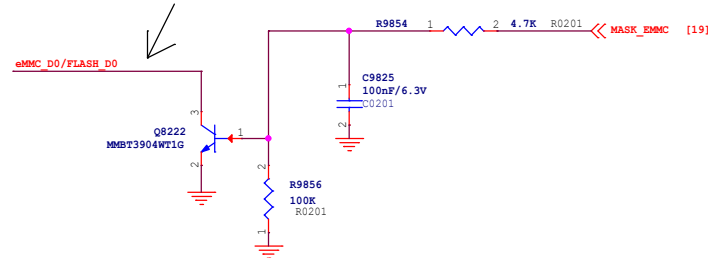 R9854 1 2 4.7K R0201 MASK_EMMC [19]
eMMC_D0/FLASH_D0
C9825
1 100nF/6.3V
C0201
2
3
Q8222 1
MMBT3904WT1G
2 2
R9856
100K
R0201
1